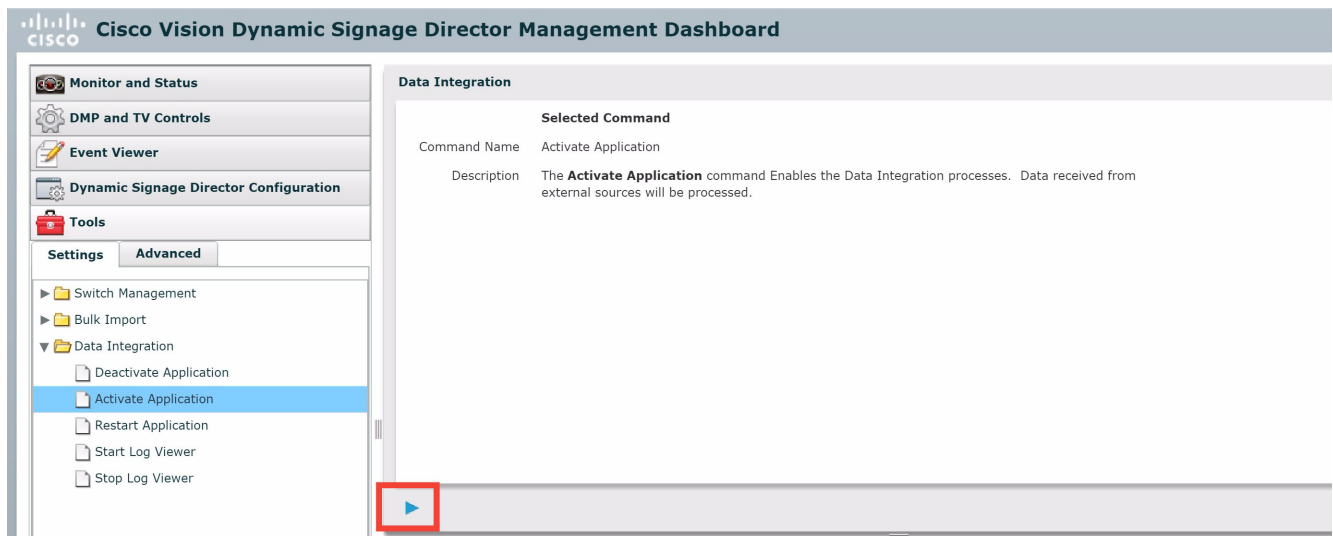 CISCO Cisco Vision Dynamic Signage Director Management Dashboard
Monitor and Status
DMP and TV Controls
Event Viewer
Dynamic Signage Director Configuration
Tools
Settings Advanced
Switch Management
Bulk Import
Data Integration
Deactivate Application
Activate Application
Restart Application
Start Log Viewer
Stop Log Viewer
Data Integration
Selected Command
Command Name Activate Application
Description The Activate Application command Enables the Data Integration processes. Data received from
external sources will be processed.